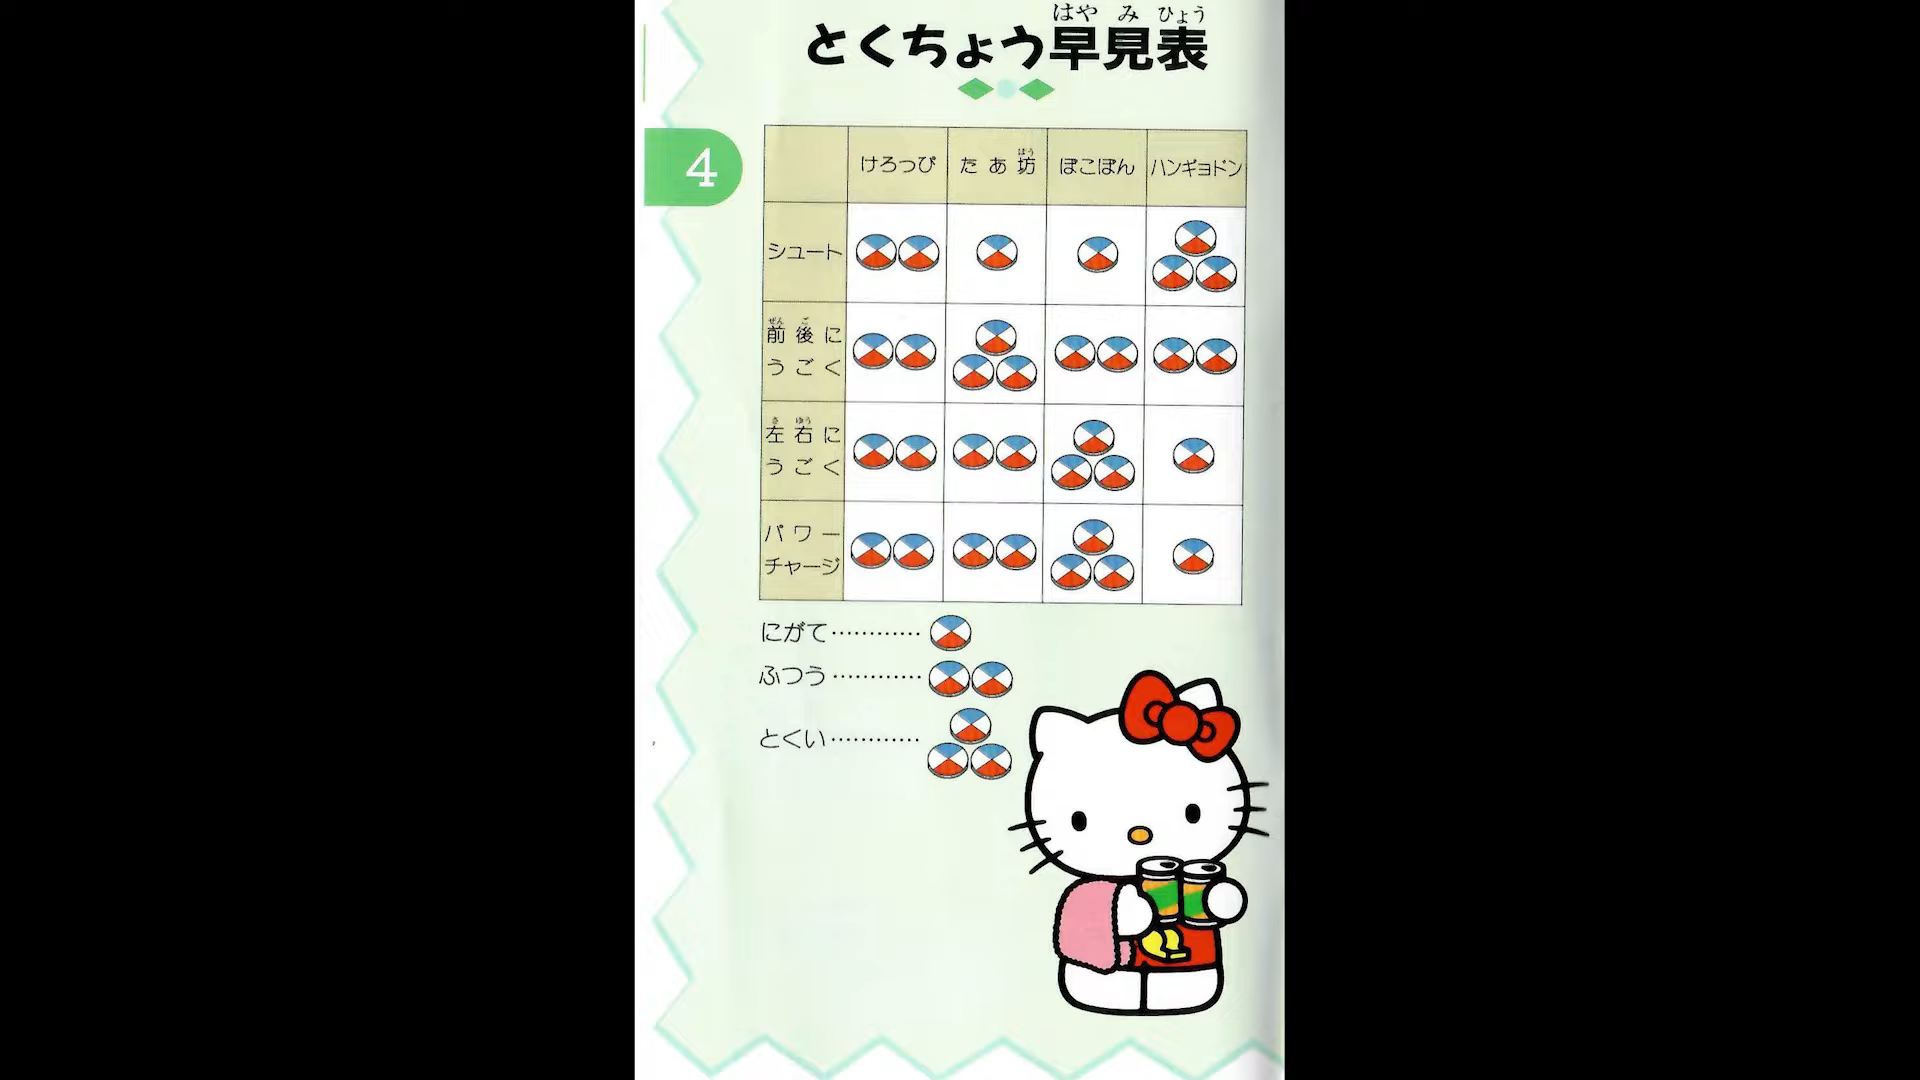 はや み ひょう
とくちょう早見表
4
けろっぴ たあ坊 ぽこぽん ハンギョドン
ぼう
シュート
ぜん ご
前後に
うごく
さ ゆう
左右に
うごく
パワー
チャージ
にがて…………
ふつう…………
とくい…………